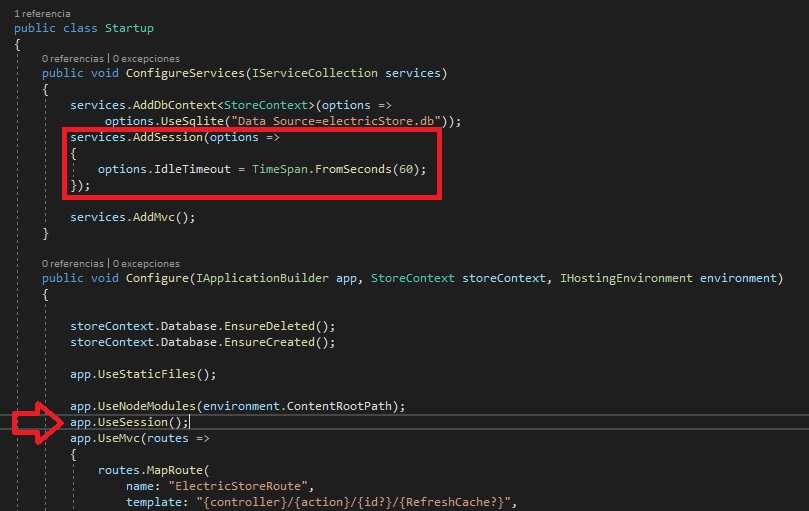 1 referencia
public class Startup
{
0 referencias | 0 excepciones
public void ConfigureServices(IServiceCollection services)
{
services.AddDbContext<StoreContext>(options =>
options.UseSqlite("Data Source=electricStore.db"));
services.AddSession(options =>
{
options.IdleTimeout = TimeSpan.FromSeconds(60);
});
services.AddMvc();
}
0 referencias | 0 excepciones
public void Configure(IApplicationBuilder app, StoreContext storeContext, IHostingEnvironment environment)
{
storeContext.Database.EnsureDeleted();
storeContext.Database.EnsureCreated();
app.UseStaticFiles();
app.UseNodeModules(environment.ContentRootPath);
app.UseSession();
app.UseMvc(routes =>
{
routes.MapRoute(
name: "ElectricStoreRoute",
template: "{controller}/{action}/{id?}/{RefreshCache?}",